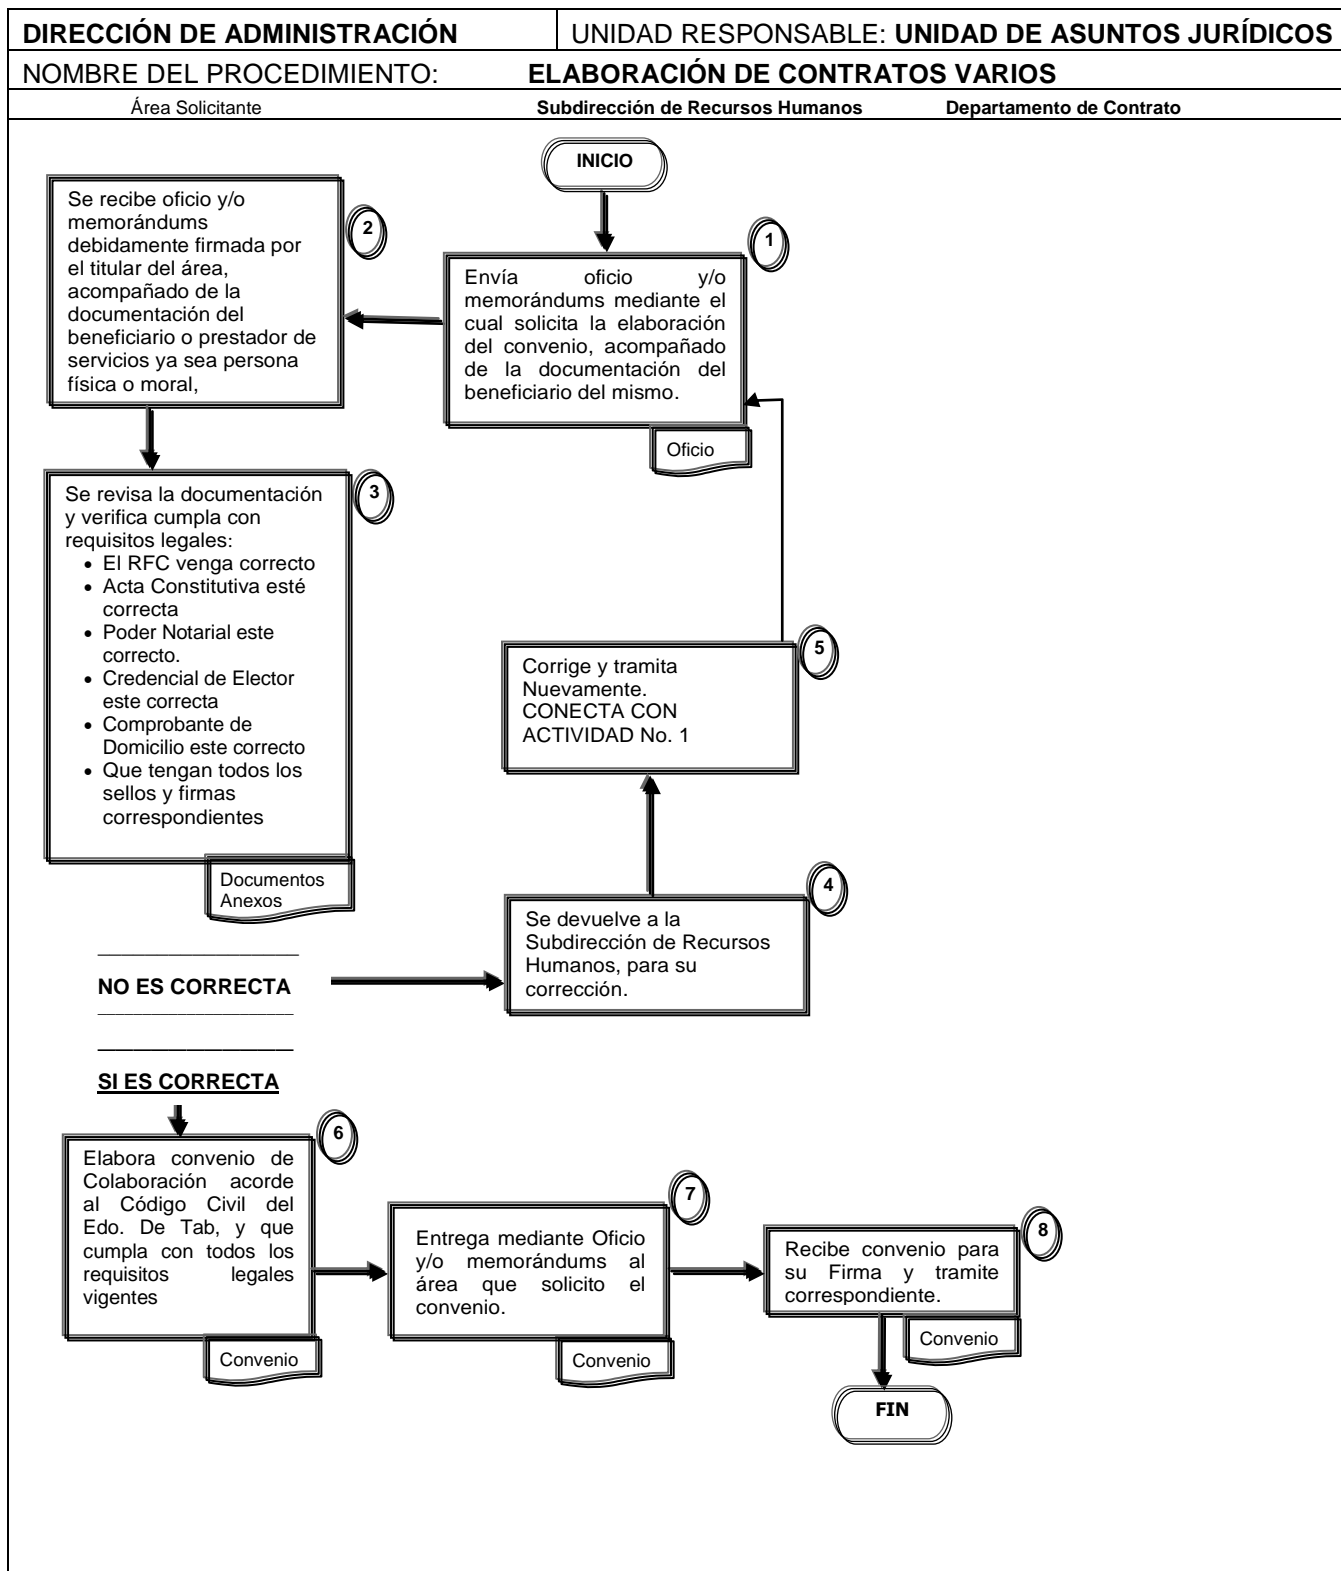 DIRECCIÓN DE ADMINISTRACIÓN
UNIDAD RESPONSABLE: UNIDAD DE ASUNTOS JURÍDICOS
NOMBRE DEL PROCEDIMIENTO: ELABORACIÓN DE CONTRATOS VARIOS
Área Solicitante
Subdirección de Recursos Humanos
Departamento de Contrato
INICIO
1
Envía oficio y/o
memorándums mediante el
cual solicita la elaboración
del convenio, acompañado
de la documentación del
beneficiario del mismo.
Oficio
2
Se recibe oficio y/o
memorándums
debidamente firmada por
el titular del área,
acompañado de la
documentación del
beneficiario o prestador de
servicios ya sea persona
física o moral,
3
Se revisa la documentación
y verifica cumpla con
requisitos legales:
• El RFC venga correcto
• Acta Constitutiva esté
correcta
• Poder Notarial este
correcto.
• Credencial de Elector
este correcta
• Comprobante de
Domicilio este correcto
• Que tengan todos los
sellos y firmas
correspondientes
Documentos
Anexos
NO ES CORRECTA
4
Se devuelve a la
Subdirección de Recursos
Humanos, para su
corrección.
5
Corrige y tramita
Nuevamente.
CONECTA CON
ACTIVIDAD No. 1
SI ES CORRECTA
6
Elabora convenio de
Colaboración acorde
al Código Civil del
Edo. De Tab, y que
cumpla con todos los
requisitos legales
vigentes
Convenio
7
Entrega mediante Oficio
y/o memorándums al
área que solicito el
convenio.
Convenio
8
Recibe convenio para
su Firma y tramite
correspondiente.
Convenio
FIN